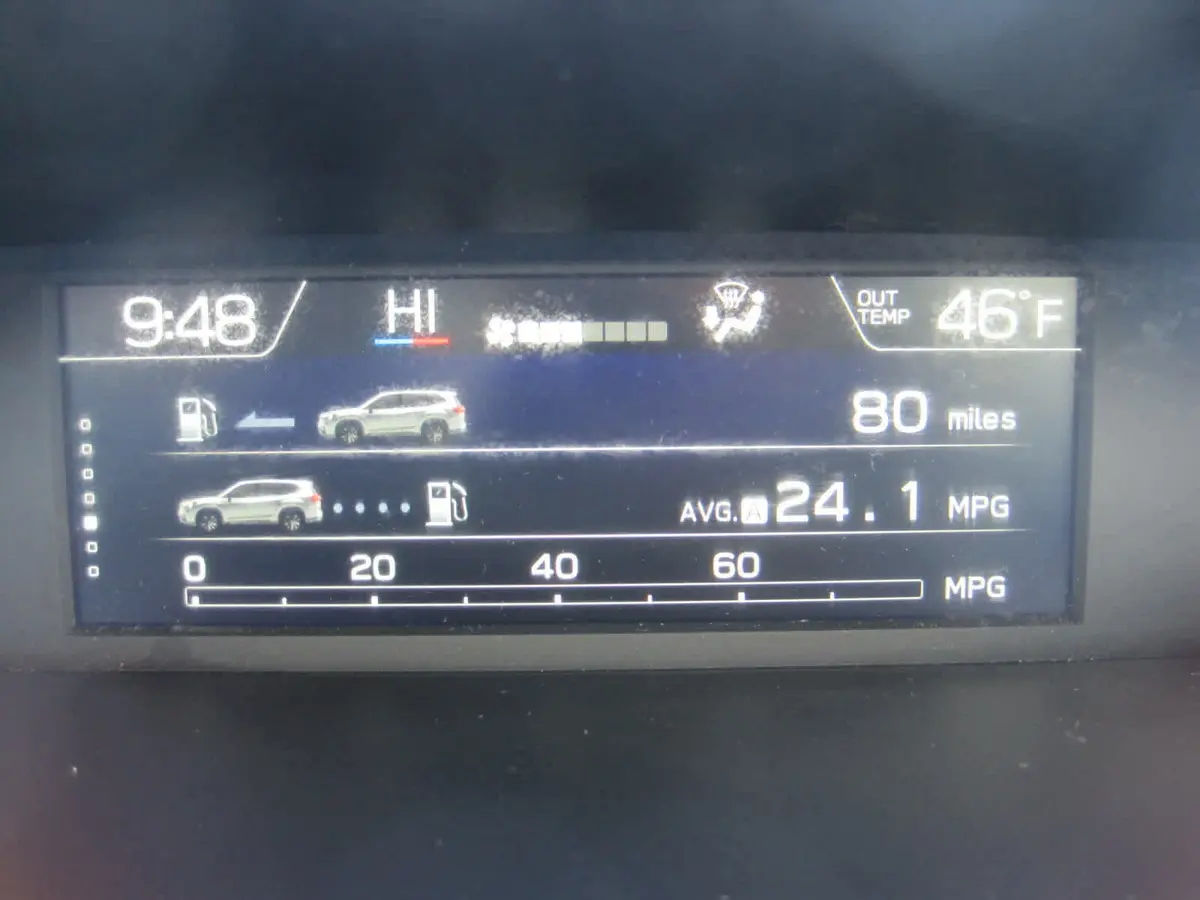 9:48 HI OUT TEMP 46°F
80 miles
AVG. A 24.1 MPG
0 20 40 60
MPG